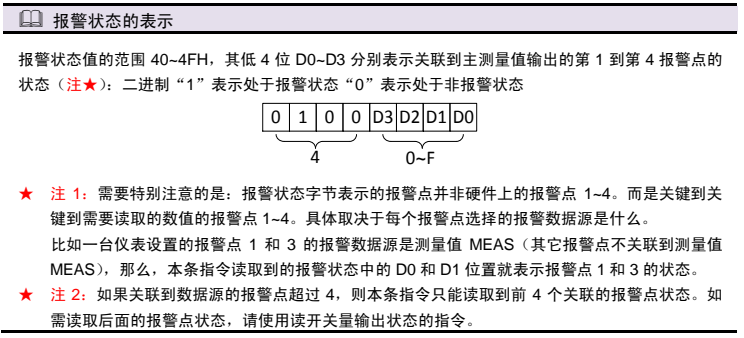 报警状态的表示
报警状态值的范围 40~4FH，其低 4 位 D0~D3 分别表示关联到主测量值输出的第 1 到第 4 报警点的
状态（注★）：二进制“1”表示处于报警状态“0”表示处于非报警状态
0 1 0 0 D3 D2 D1 D0
4 0~F
★ 注 1：需要特别注意的是：报警状态字节表示的报警点并非硬件上的报警点 1~4。而是关键到关
键到需要读取的数值的报警点 1~4。具体取决于每个报警点选择的报警数据源是什么。
比如一台仪表设置的报警点 1 和 3 的报警数据源是测量值 MEAS（其它报警点不关联到测量值
MEAS），那么，本条指令读取到的报警状态中的 D0 和 D1 位置就表示报警点 1 和 3 的状态。
★ 注 2：如果关联到数据源的报警点超过 4，则本条指令只能读取到前 4 个关联的报警点状态。如
需读取后面的报警点状态，请使用读开关量输出状态的指令。